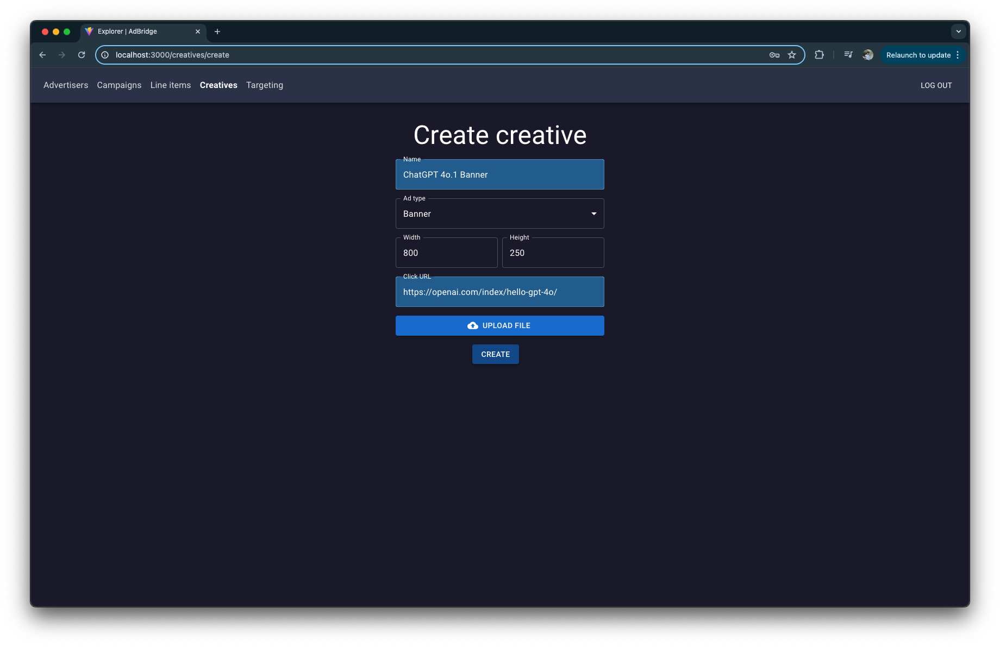 Explorer | AdBridge
localhost:3000/creatives/create
Relaunch to update
Advertisers Campaigns Line items Creatives Targeting LOG OUT
Create creative
Name
ChatGPT 4o.1 Banner
Ad type
Banner
Width Height
800 250
Click URL
https://openai.com/index/hello-gpt-4o/
UPLOAD FILE
CREATE